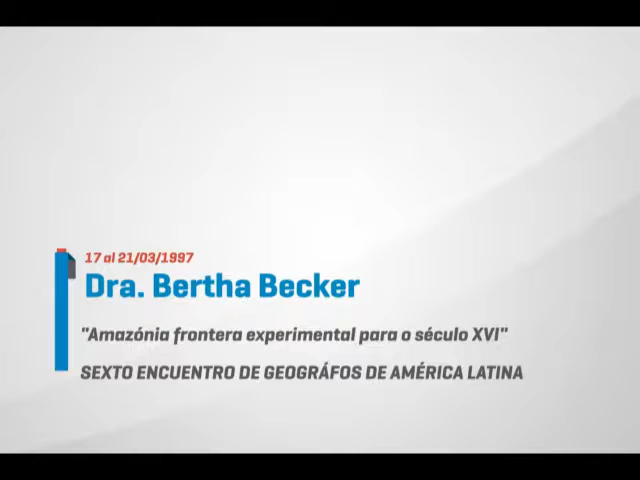 17 al 21/03/1997
Dra. Bertha Becker
"Amazónia frontera experimental para o século XVI"
SEXTO ENCUENTRO DE GEOGRÁFOS DE AMÉRICA LATINA